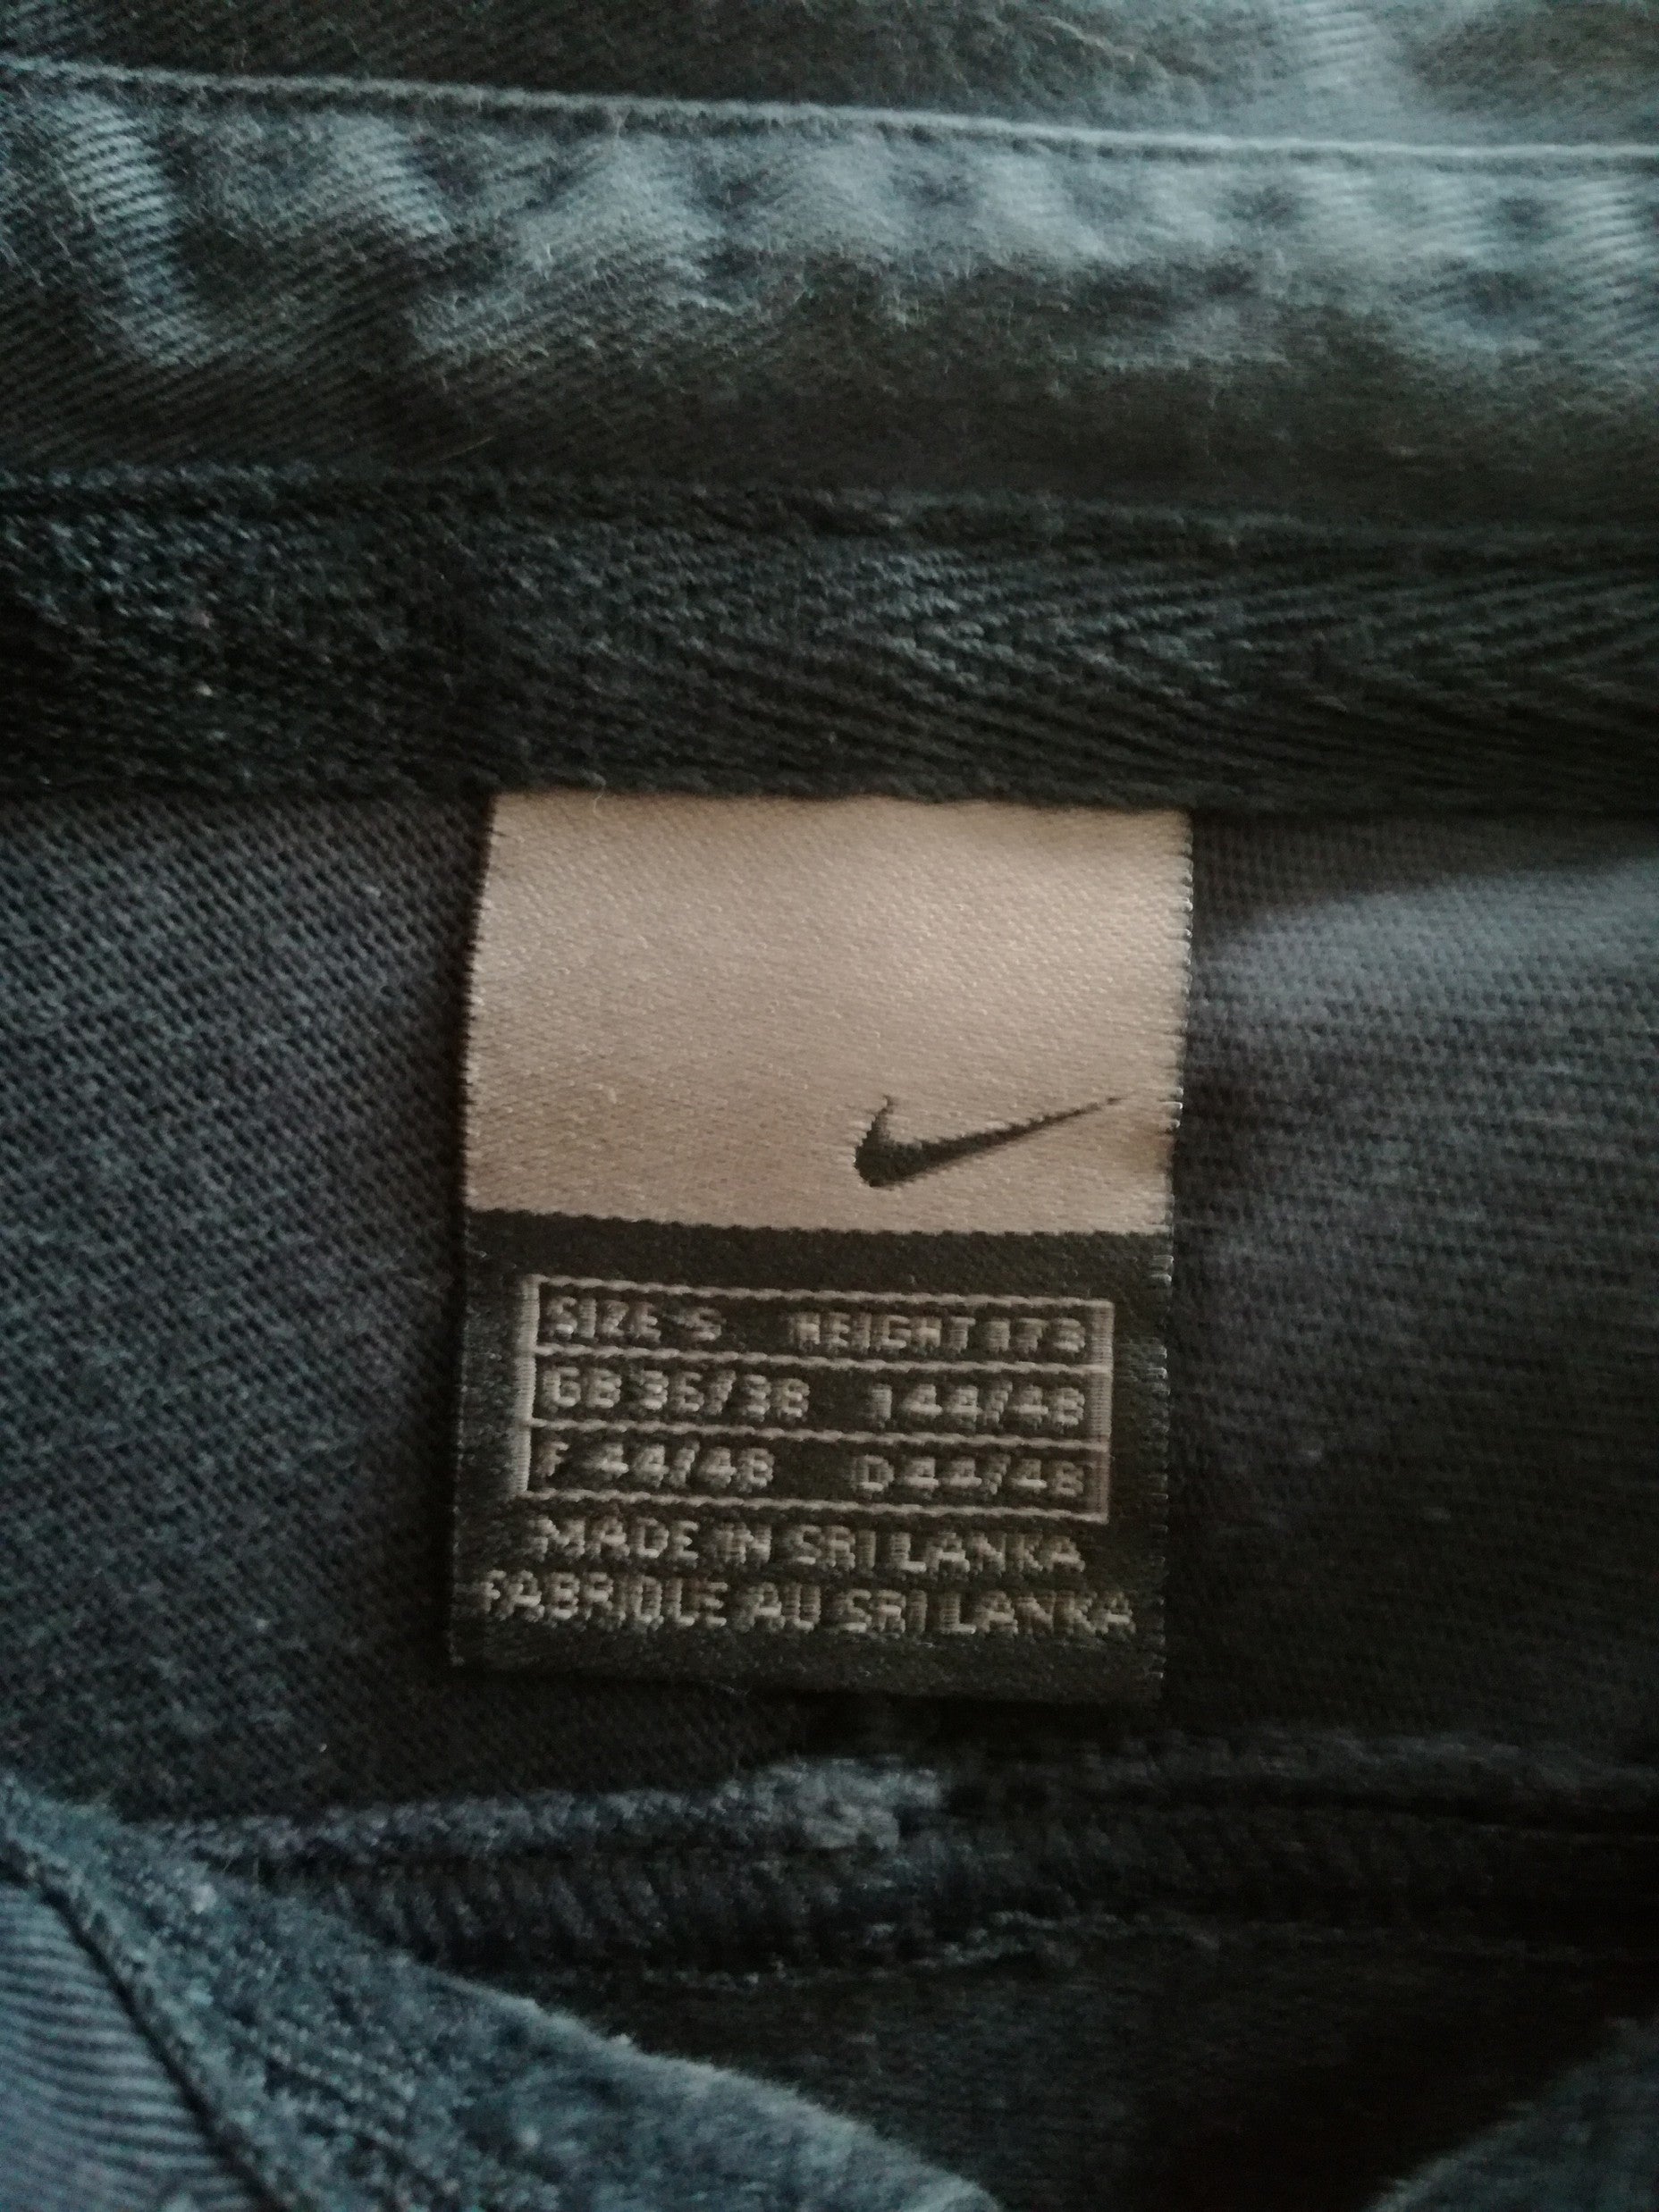 SIZE S HEIGHT 173
GB 35/38 I 44/48
F 44/48 D 44/48
MADE IN SRI LANKA
FABRIQUE AU SRI LANKA